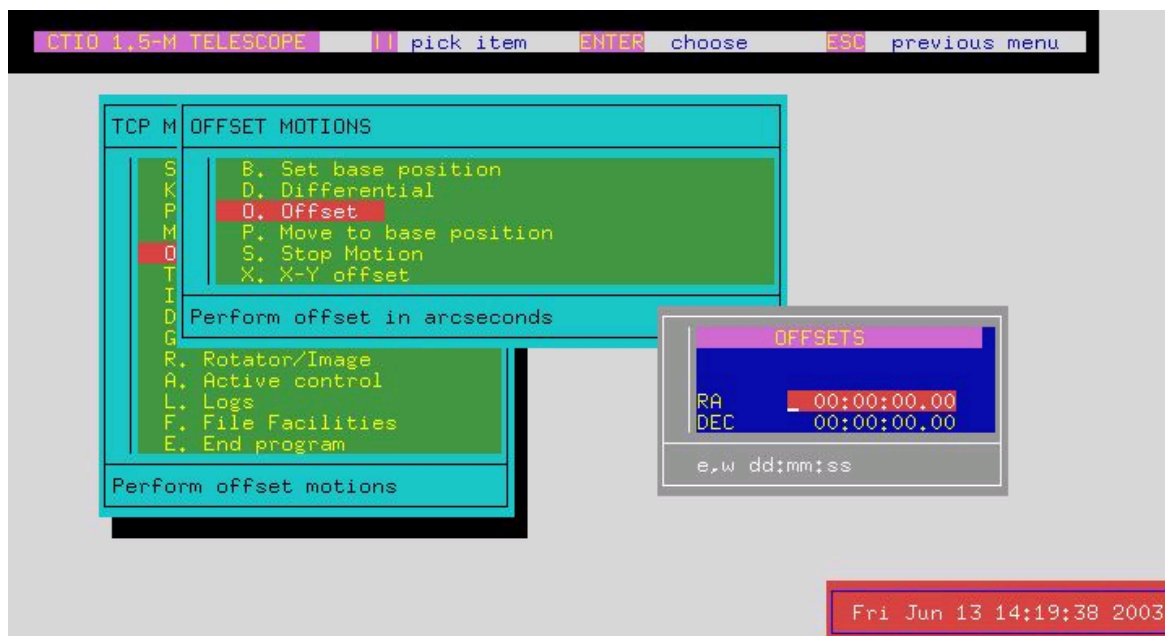 CTIO 1.5-M TELESCOPE || pick item ENTER choose ESC previous menu
TCP M
OFFSET MOTIONS
B. Set base position
D. Differential
O. Offset
P. Move to base position
S. Stop Motion
X. X-Y offset
Perform offset in arcseconds
S
K
P
M
O
T
I
D
G
R. Rotator/Image
A. Active control
L. Logs
F. File Facilities
E. End program
Perform offset motions
OFFSETS
RA _ 00:00:00.00
DEC 00:00:00.00
e,w dd:mm:ss
Fri Jun 13 14:19:38 2003